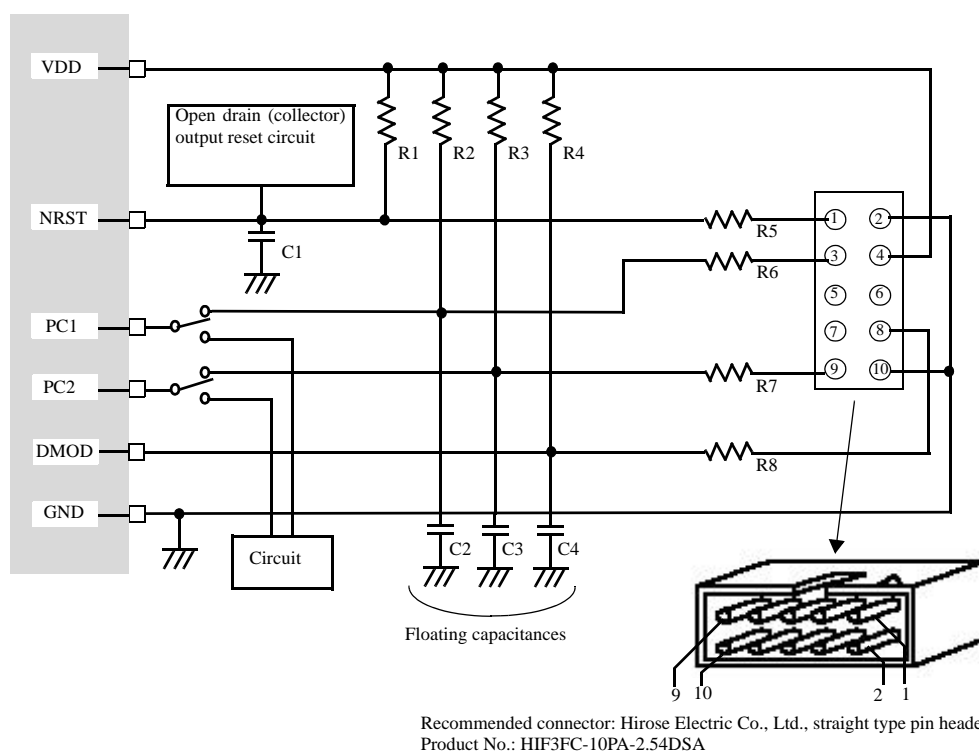 VDD
Open drain (collector)
output reset circuit
R1
R2
R3
R4
NRST
C1
R5
1
2
R6
3
4
5
6
PC1
7
8
PC2
R7
9
10
DMOD
R8
GND
Circuit
C2
C3
C4
Floating capacitances
9
10
2
1
Recommended connector: Hirose Electric Co., Ltd., straight type pin heade
Product No.: HIF3FC-10PA-2.54DSA